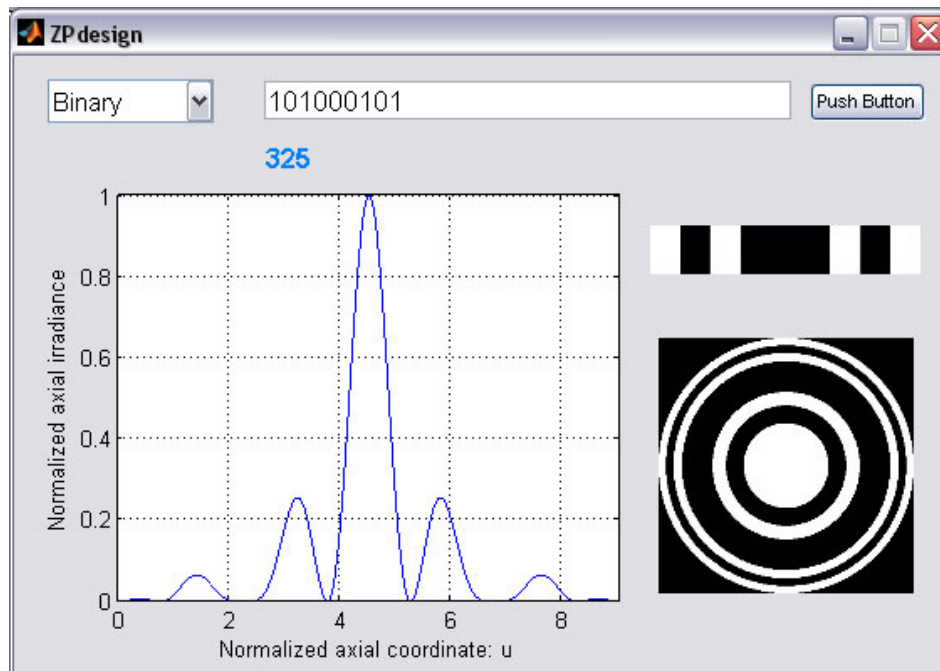 ZPdesign
Binary
101000101
Push Button
325
1
0.8
0.6
0.4
0.2
0
Normalized axial irradiance
0 2 4 6 8
Normalized axial coordinate: u